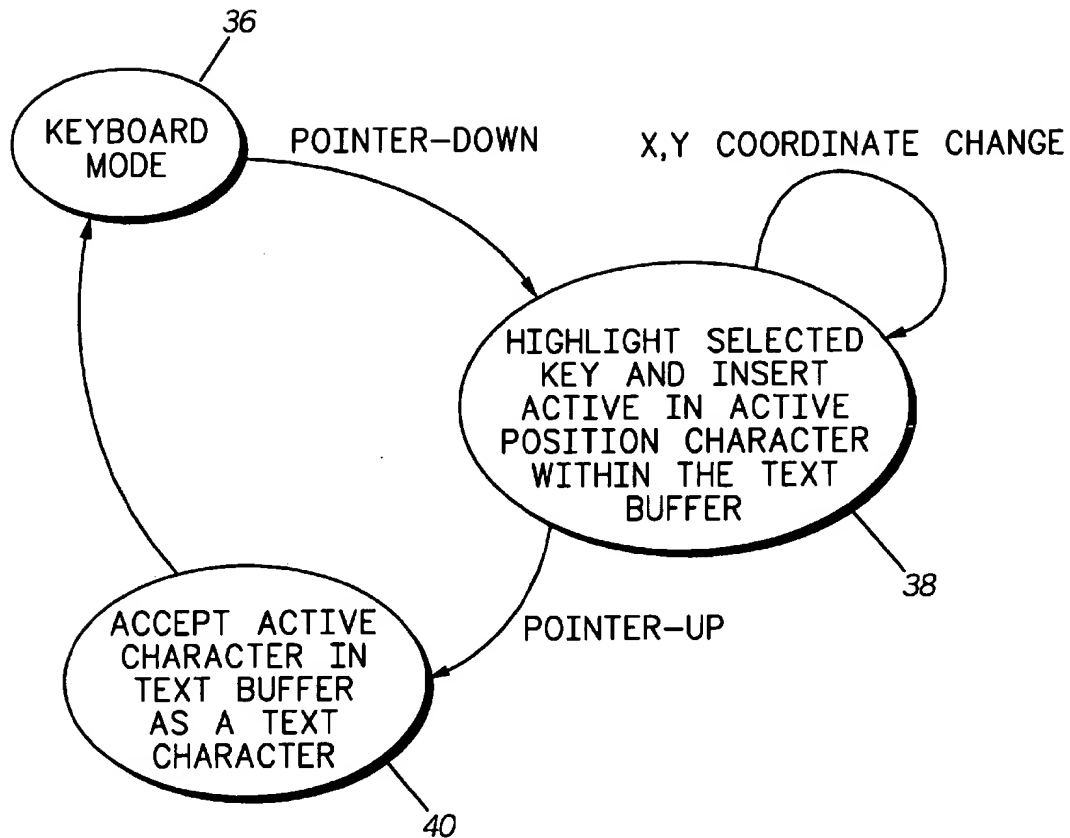 36
KEYBOARD
MODE
POINTER-DOWN
X,Y COORDINATE CHANGE
HIGHLIGHT SELECTED
KEY AND INSERT
ACTIVE IN ACTIVE
POSITION CHARACTER
WITHIN THE TEXT
BUFFER
38
POINTER-UP
ACCEPT ACTIVE
CHARACTER IN
TEXT BUFFER
AS A TEXT
CHARACTER
40